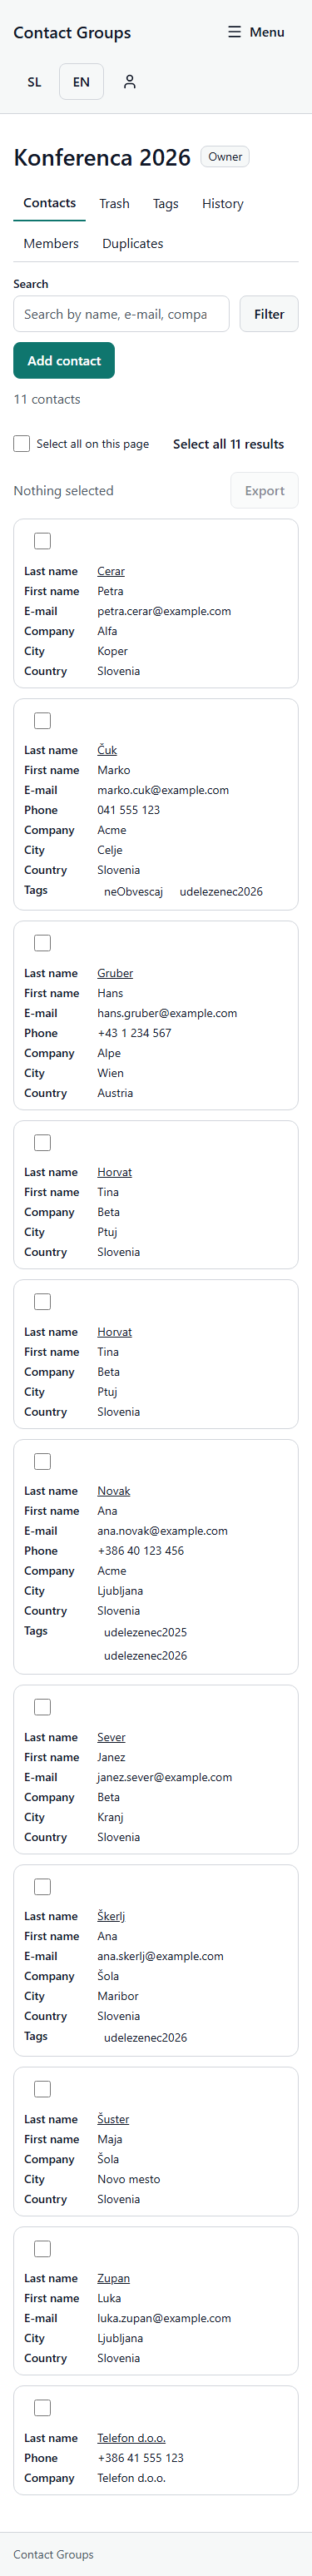 Contact Groups
Menu
SL EN
Konferenca 2026 Owner
Contacts Trash Tags History
Members Duplicates
Search
Search by name, e-mail, compa Filter
Add contact
11 contacts
Select all on this page Select all 11 results
Nothing selected Export
Last name Cerar
First name Petra
E-mail petra.cerar@example.com
Company Alfa
City Koper
Country Slovenia
Last name Čuk
First name Marko
E-mail marko.cuk@example.com
Phone 041 555 123
Company Acme
City Celje
Country Slovenia
Tags neObvescaj udelezenec2026
Last name Gruber
First name Hans
E-mail hans.gruber@example.com
Phone +43 1 234 567
Company Alpe
City Wien
Country Austria
Last name Horvat
First name Tina
Company Beta
City Ptuj
Country Slovenia
Last name Horvat
First name Tina
Company Beta
City Ptuj
Country Slovenia
Last name Novak
First name Ana
E-mail ana.novak@example.com
Phone +386 40 123 456
Company Acme
City Ljubljana
Country Slovenia
Tags udelezenec2025
udelezenec2026
Last name Sever
First name Janez
E-mail janez.sever@example.com
Company Beta
City Kranj
Country Slovenia
Last name Škerlj
First name Ana
E-mail ana.skerlj@example.com
Company Šola
City Maribor
Country Slovenia
Tags udelezenec2026
Last name Šuster
First name Maja
Company Šola
City Novo mesto
Country Slovenia
Last name Zupan
First name Luka
E-mail luka.zupan@example.com
City Ljubljana
Country Slovenia
Last name Telefon d.o.o.
Phone +386 41 555 123
Company Telefon d.o.o.
Contact Groups